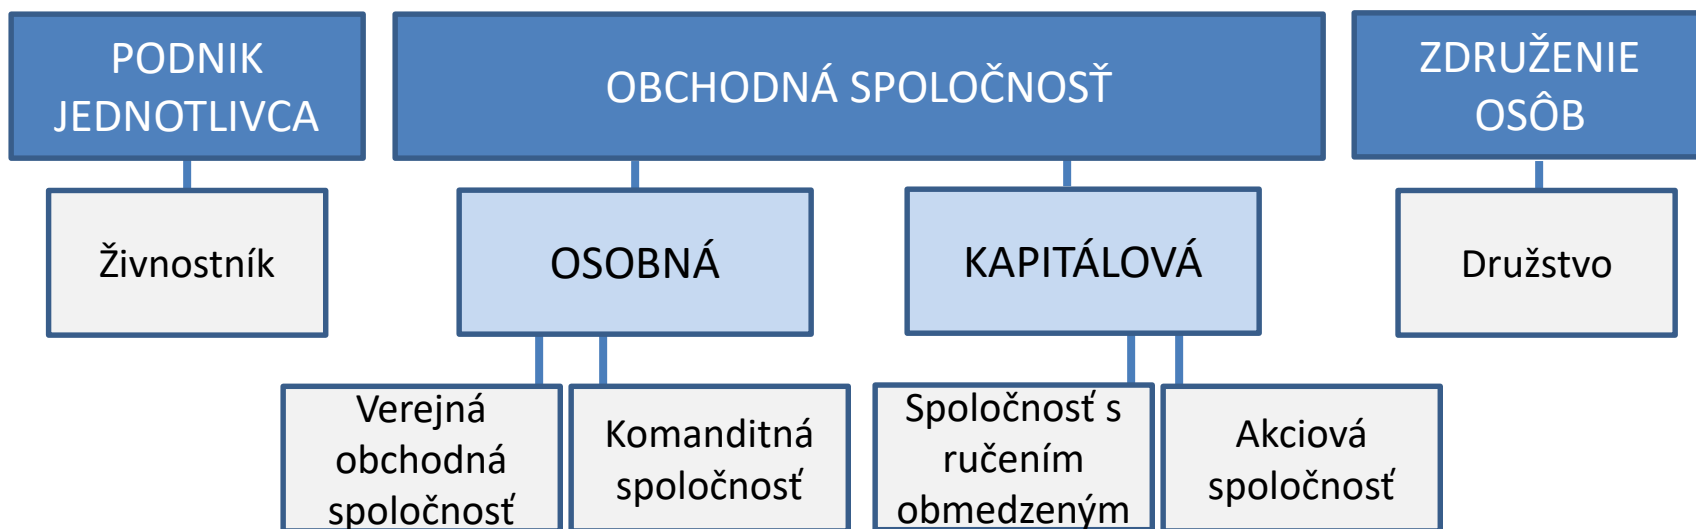 PODNIK
JEDNOTLIVCA
OBCHODNÁ SPOLOČNOSŤ
ZDRUŽENIE
OSÔB
Živnostník
OSOBNÁ
KAPITÁLOVÁ
Družstvo
Verejná
obchodná
spoločnosť
Komanditná
spoločnosť
Spoločnosť s
ručením
obmedzeným
Akciová
spoločnosť